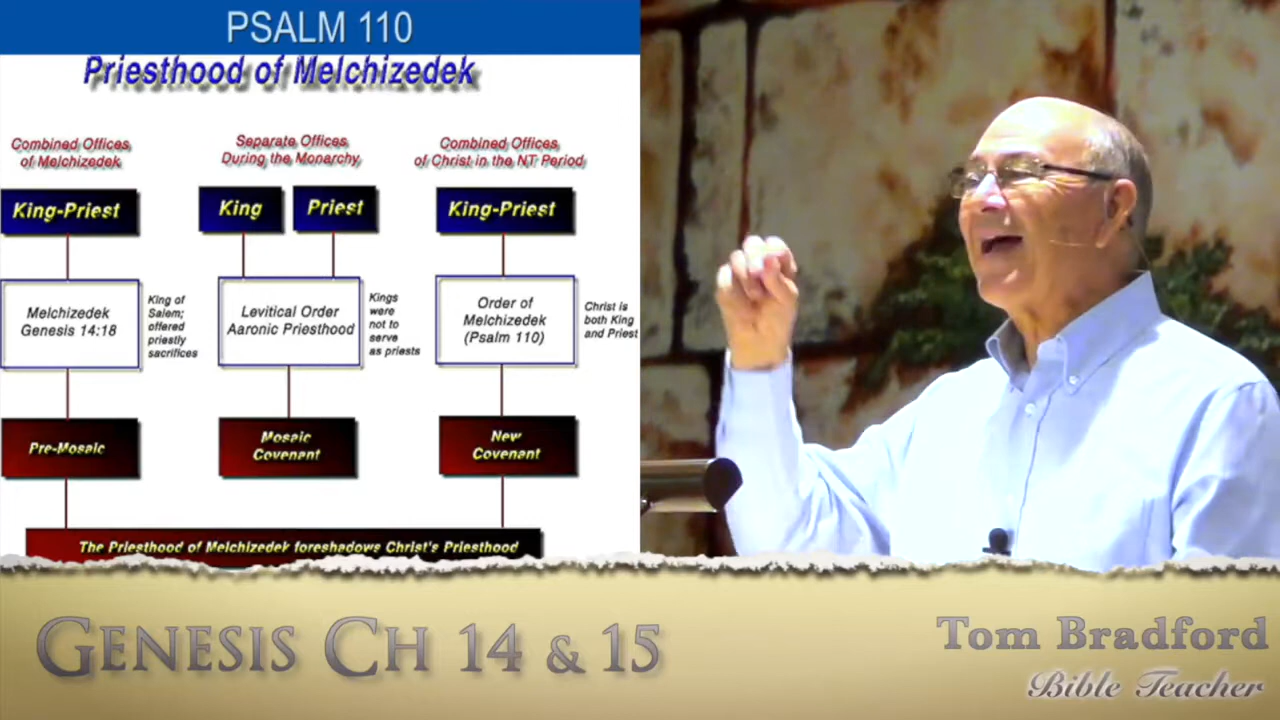 PSALM 110
Priesthood of Melchizedek
Combined Offices
of Melchizedek
Separate Offices
During the Monarchy
Combined Offices
of Christ in the NT Period
King-Priest
King
Priest
King-Priest
Melchizedek
Genesis 14:18
King of
Salem;
offered
priestly
sacrifices
Levitical Order
Aaronic Priesthood
Kings
were
not to
serve
as priests
Order of
Melchizedek
(Psalm 110)
Christ is
both King
and Priest
Pre-Mosaic
Mosaic
Covenant
New
Covenant
The Priesthood of Melchizedek foreshadows Christ's Priesthood
GENESIS CH 14 & 15
Tom Bradford
Bible Teacher